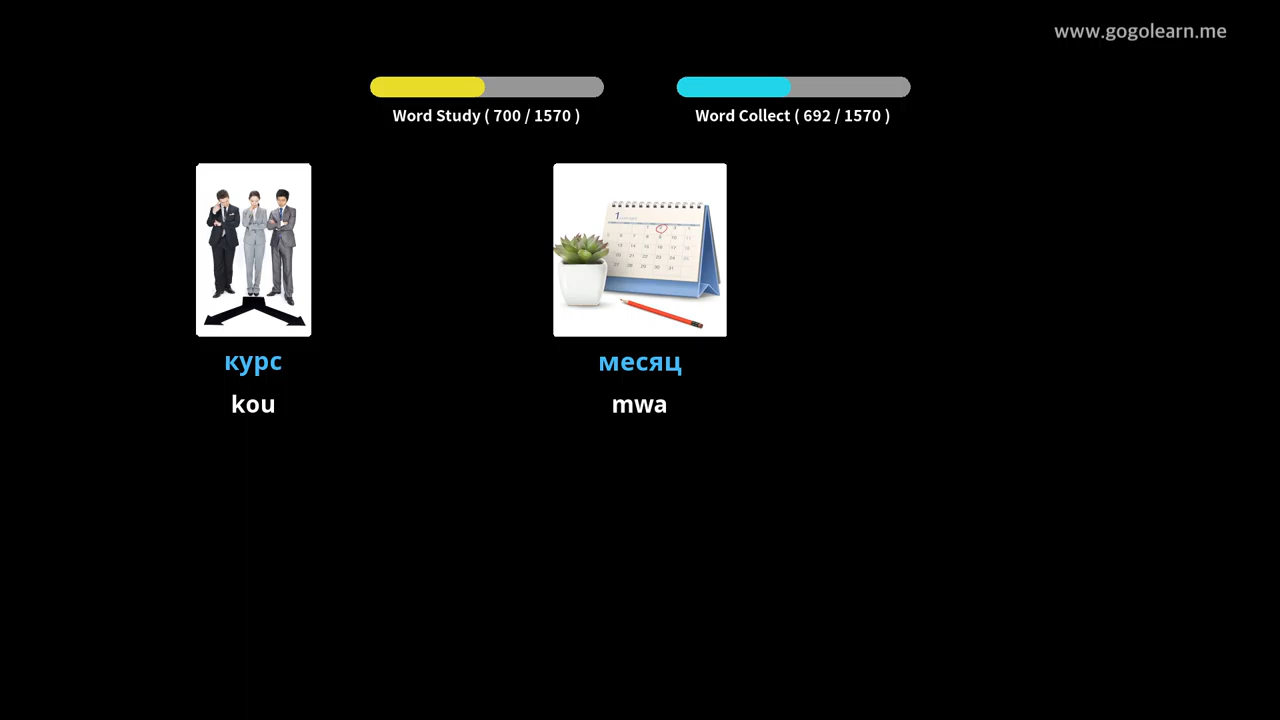 www.gogolearn.me
Word Study ( 700 / 1570 )
Word Collect ( 692 / 1570 )
курс
месяц
kou
mwa